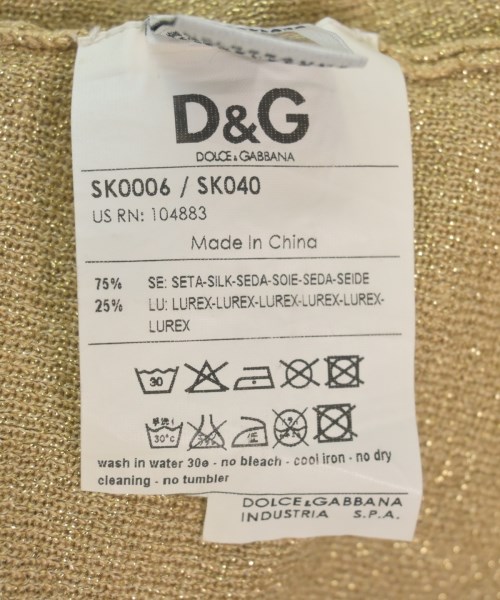 D&G
DOLCE & GABBANA
SK0006 / SK040
US RN: 104883
Made In China
75% SE: SETA-SILK-SEDA-SOIE-SEDA-SEIDE
25% LU: LUREX-LUREX-LUREX-LUREX-LUREX-
LUREX
30
30°C
wash in water 30e - no bleach - cool iron - no dry
cleaning - no tumbler
DOLCE & GABBANA
INDUSTRIA S.P.A.